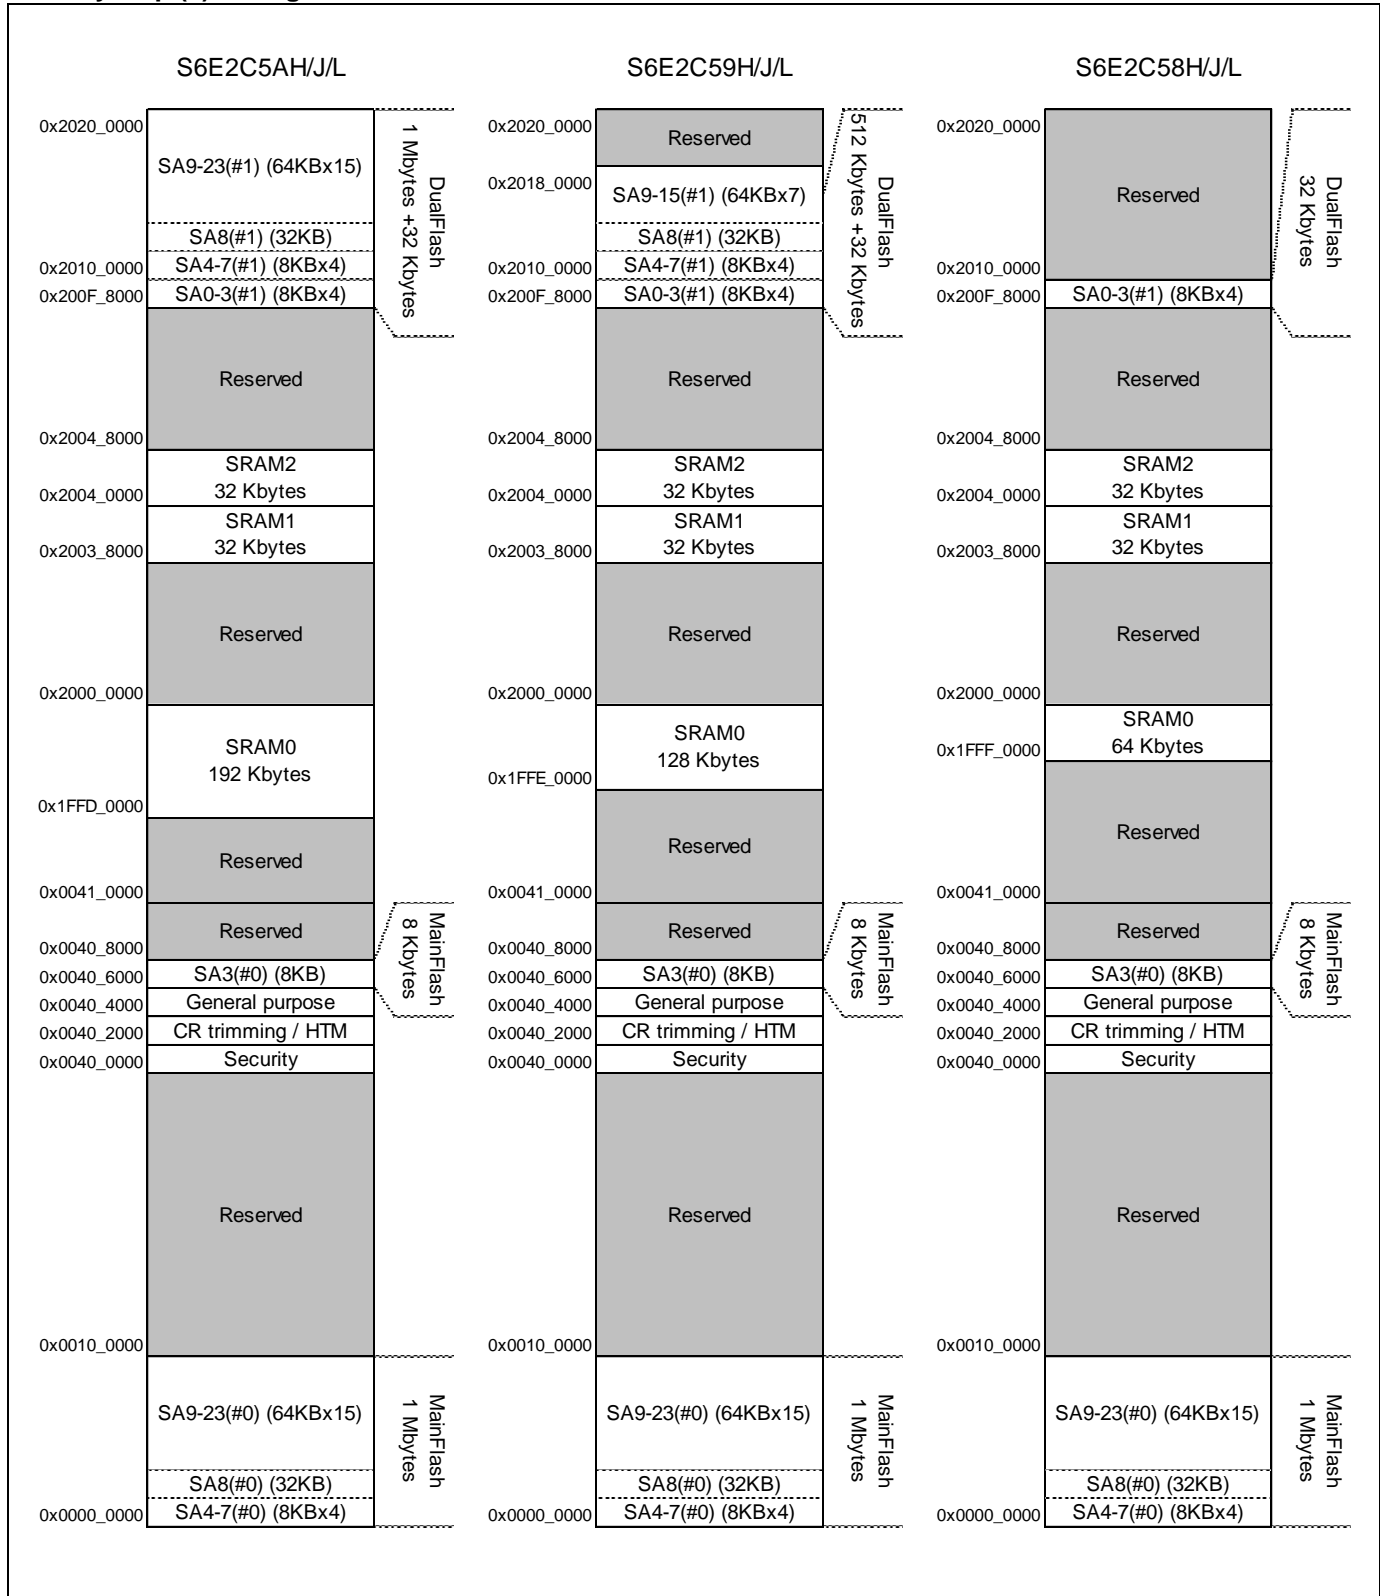 S6E2C5AH/J/L
0x2020_0000
SA9-23(#1) (64KBx15)
SA8(#1) (32KB)
0x2010_0000
SA4-7(#1) (8KBx4)
0x200F_8000
SA0-3(#1) (8KBx4)
DualFlash
1 Mbytes +32 Kbytes
Reserved
0x2004_8000
SRAM2
32 Kbytes
0x2004_0000
SRAM1
32 Kbytes
0x2003_8000
Reserved
0x2000_0000
SRAM0
192 Kbytes
0x1FFD_0000
Reserved
0x0041_0000
Reserved
0x0040_8000
SA3(#0) (8KB)
0x0040_6000
General purpose
0x0040_4000
CR trimming / HTM
0x0040_2000
Security
0x0040_0000
MainFlash
8 Kbytes
Reserved
0x0010_0000
SA9-23(#0) (64KBx15)
SA8(#0) (32KB)
SA4-7(#0) (8KBx4)
0x0000_0000
MainFlash
1 Mbytes
S6E2C59H/J/L
0x2020_0000
Reserved
0x2018_0000
SA9-15(#1) (64KBx7)
SA8(#1) (32KB)
0x2010_0000
SA4-7(#1) (8KBx4)
0x200F_8000
SA0-3(#1) (8KBx4)
DualFlash
512 Kbytes +32 Kbytes
Reserved
0x2004_8000
SRAM2
32 Kbytes
0x2004_0000
SRAM1
32 Kbytes
0x2003_8000
Reserved
0x2000_0000
SRAM0
128 Kbytes
0x1FFE_0000
Reserved
0x0041_0000
Reserved
0x0040_8000
SA3(#0) (8KB)
0x0040_6000
General purpose
0x0040_4000
CR trimming / HTM
0x0040_2000
Security
0x0040_0000
MainFlash
8 Kbytes
Reserved
0x0010_0000
SA9-23(#0) (64KBx15)
SA8(#0) (32KB)
SA4-7(#0) (8KBx4)
0x0000_0000
MainFlash
1 Mbytes
S6E2C58H/J/L
0x2020_0000
Reserved
0x2010_0000
0x200F_8000
SA0-3(#1) (8KBx4)
DualFlash
32 Kbytes
Reserved
0x2004_8000
SRAM2
32 Kbytes
0x2004_0000
SRAM1
32 Kbytes
0x2003_8000
Reserved
0x2000_0000
SRAM0
64 Kbytes
0x1FFF_0000
Reserved
0x0041_0000
Reserved
0x0040_8000
SA3(#0) (8KB)
0x0040_6000
General purpose
0x0040_4000
CR trimming / HTM
0x0040_2000
Security
0x0040_0000
MainFlash
8 Kbytes
Reserved
0x0010_0000
SA9-23(#0) (64KBx15)
SA8(#0) (32KB)
SA4-7(#0) (8KBx4)
0x0000_0000
MainFlash
1 Mbytes